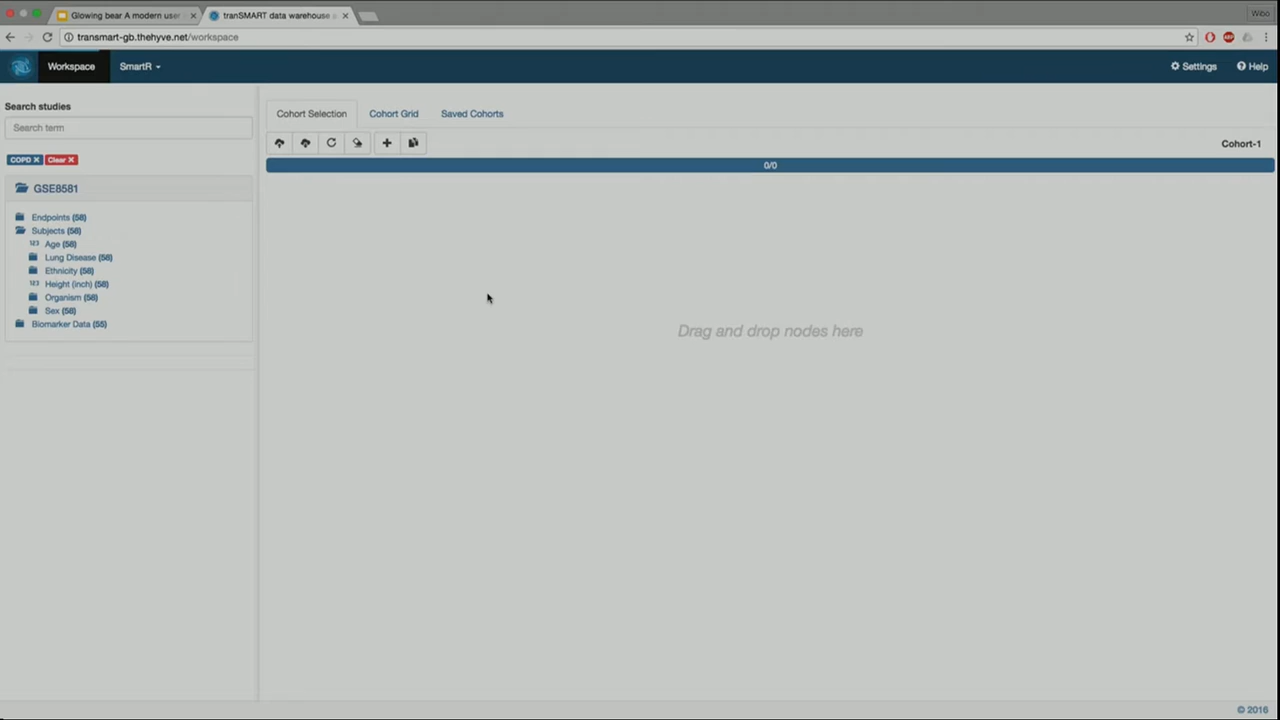 Glowing bear A modern user
tranSMART data warehouse
Wibo
transmart-gb.thehyve.net/workspace
Workspace
SmartR
Settings
Help
Search studies
Search term
COPD
Clear
GSE8581
Endpoints (58)
Subjects (58)
123 Age (58)
Lung Disease (58)
Ethnicity (58)
123 Height (inch) (58)
Organism (58)
Sex (58)
Biomarker Data (55)
Cohort Selection
Cohort Grid
Saved Cohorts
Cohort-1
0/0
Drag and drop nodes here
© 2016